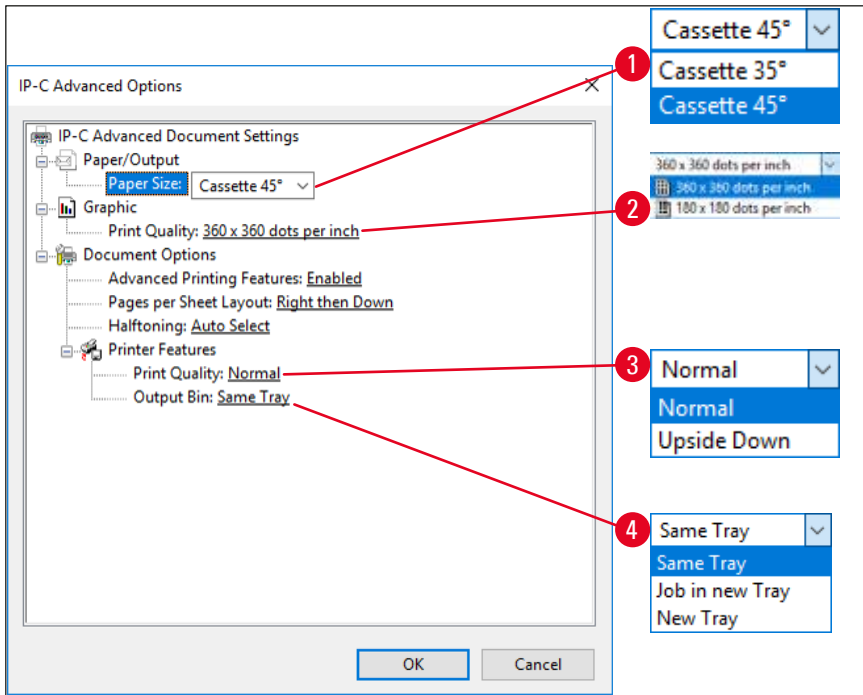 IP-C Advanced Options
IP-C Advanced Document Settings
Paper/Output
Paper Size: Cassette 45°
Graphic
Print Quality: 360 x 360 dots per inch
Document Options
Advanced Printing Features: Enabled
Pages per Sheet Layout: Right then Down
Halftoning: Auto Select
Printer Features
Print Quality: Normal
Output Bin: Same Tray
OK
Cancel
1
Cassette 45°
Cassette 35°
Cassette 45°
2
360 x 360 dots per inch
360 x 360 dots per inch
180 x 180 dots per inch
3
Normal
Normal
Upside Down
4
Same Tray
Same Tray
Job in new Tray
New Tray